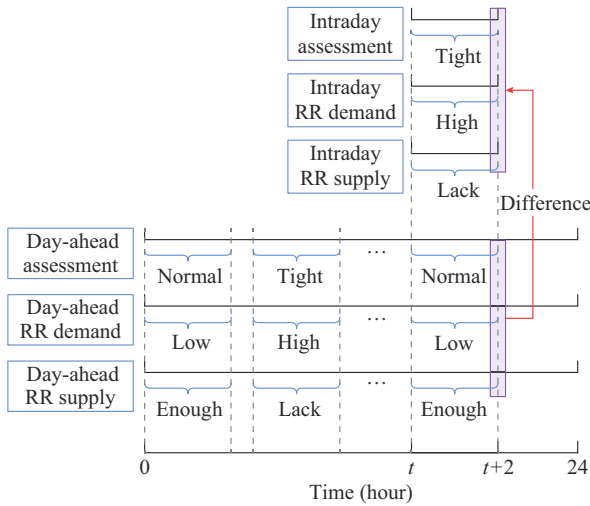 Intraday
assessment
Tight
Intraday
RR demand
High
Intraday
RR supply
Lack
Difference
Day-ahead
assessment
Normal
Tight
...
Normal
Day-ahead
RR demand
Low
High
...
Low
Day-ahead
RR supply
Enough
Lack
...
Enough
0
t
t+2
24
Time (hour)